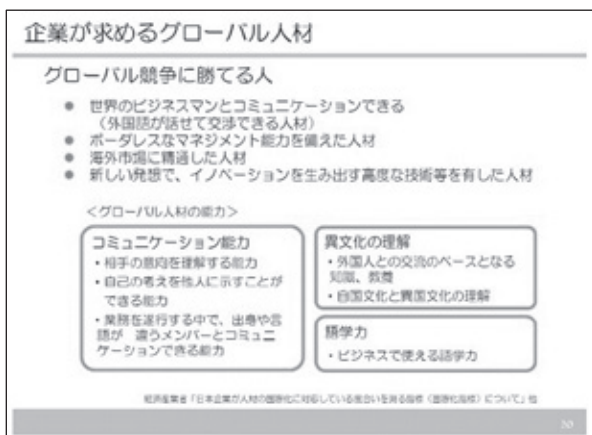 企業が求めるグローバル人材
グローバル競争に勝てる人
● 世界のビジネスマンとコミュニケーションできる
(外国語が話せて交渉できる人材)
● ボーダレスなマネジメント能力を備えた人材
● 海外市場に精通した人材
● 新しい発想で、イノベーションを生み出す高度な技術等を有した人材
<グローバル人材の能力>
コミュニケーション能力
・相手の意向を理解する能力
・自己の考えを他人に示すことが
できる能力
・業務を遂行する中で、出身や言
語が 違うメンバーとコミュニ
ケーションできる能力
異文化の理解
・外国人との交流のベースとなる
知識、教養
・自国文化と異国文化の理解
語学力
・ビジネスで使える語学力
経済産業省「日本企業が人材の国際化に対応している度合いを測る指標(国際化指標)について」他